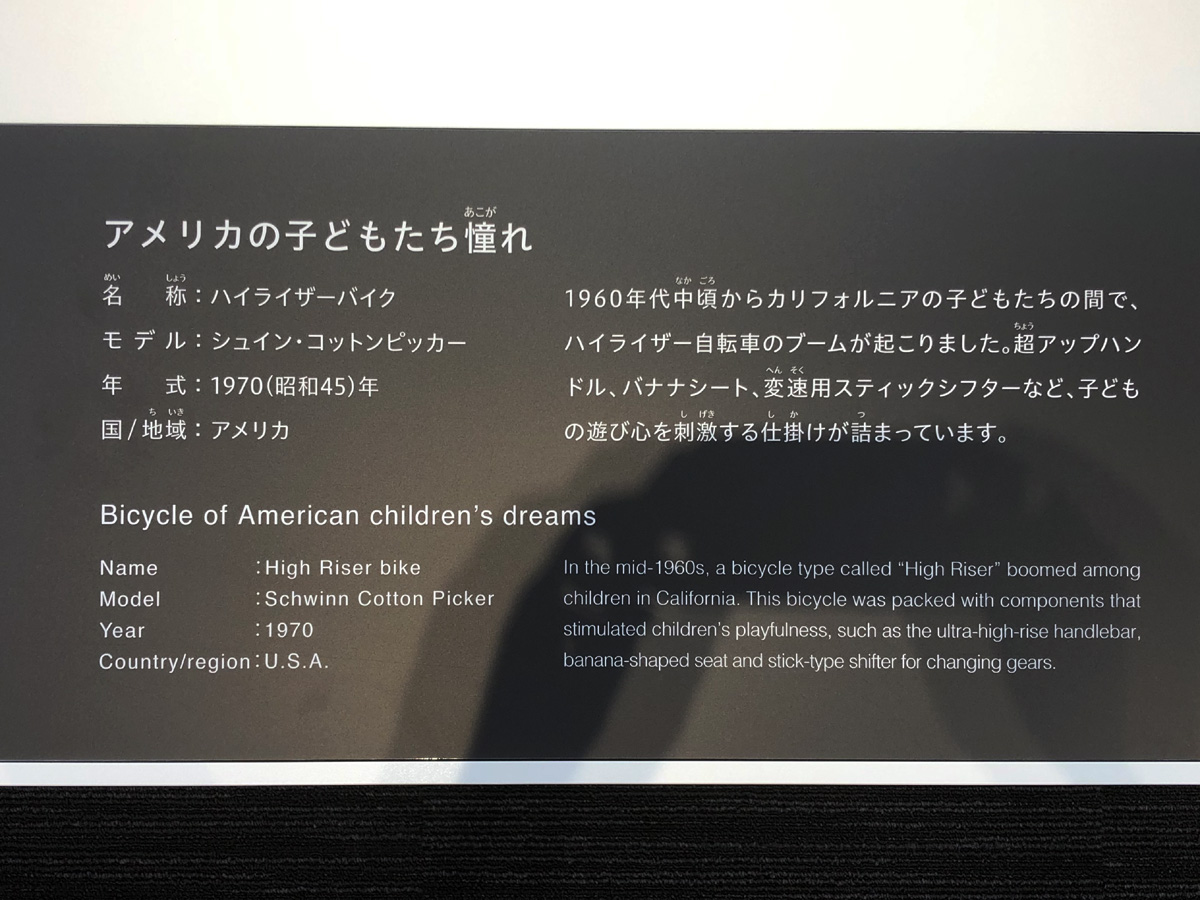 アメリカの子どもたち憧れ
名　称：ハイライザーバイク
モデル：シュイン・コットンピッカー
年　式：1970（昭和45）年
国/地域：アメリカ
1960年代中頃からカリフォルニアの子どもたちの間で、
ハイライザー自転車のブームが起こりました。超アップハン
ドル、バナナシート、変速用スティックシフターなど、子ども
の遊び心を刺激する仕掛けが詰まっています。
Bicycle of American children's dreams
Name :High Riser bike
Model :Schwinn Cotton Picker
Year :1970
Country/region:U.S.A.
In the mid-1960s, a bicycle type called “High Riser” boomed among
children in California. This bicycle was packed with components that
stimulated children's playfulness, such as the ultra-high-rise handlebar,
banana-shaped seat and stick-type shifter for changing gears.